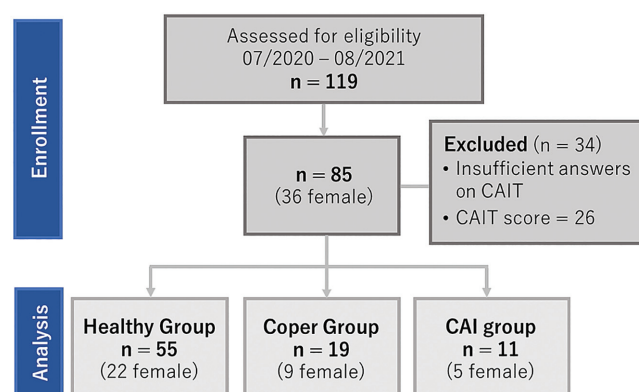 Enrollment
Assessed for eligibility
07/2020 – 08/2021
n = 119
n = 85
(36 female)
Excluded (n = 34)
• Insufficient answers
on CAIT
• CAIT score = 26
Analysis
Healthy Group
n = 55
(22 female)
Coper Group
n = 19
(9 female)
CAI group
n = 11
(5 female)